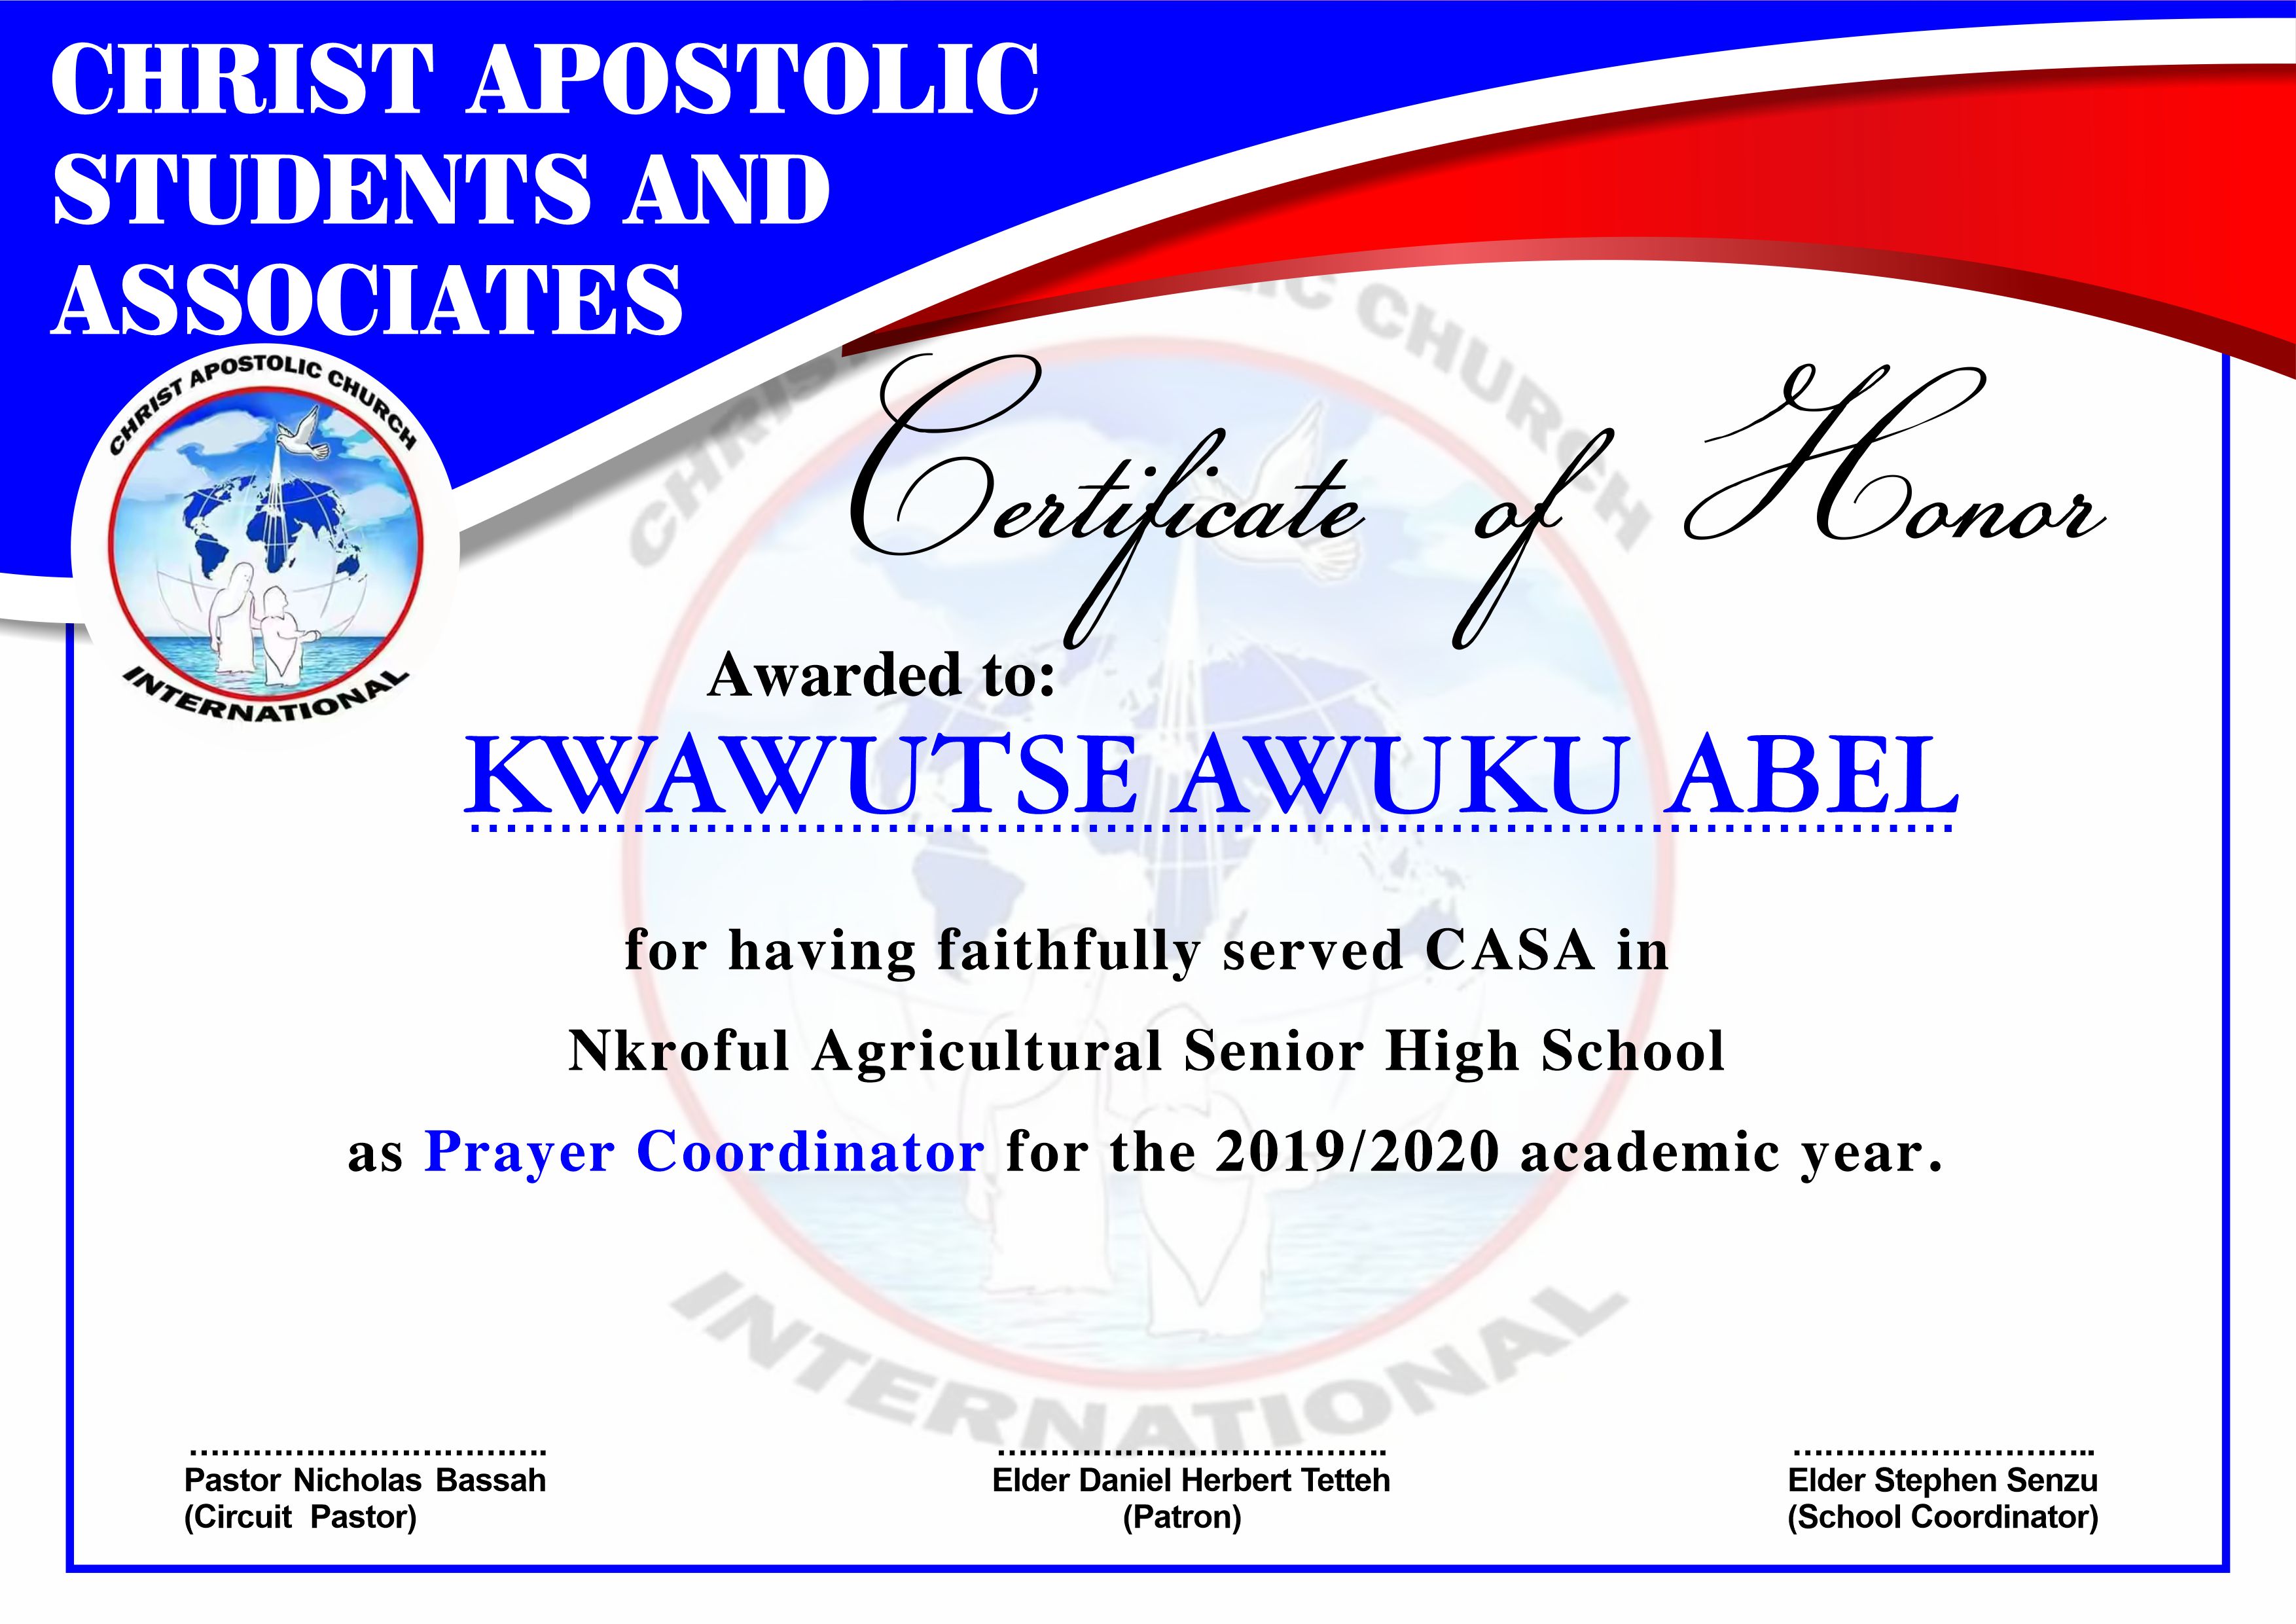 CHRIST APOSTOLIC
STUDENTS AND
ASSOCIATES
CHRIST APOSTOLIC CHURCH
INTERNATIONAL
Certificate of Honor
Awarded to:
KWAWUTSE AWUKU ABEL
for having faithfully served CASA in
Nkroful Agricultural Senior High School
as Prayer Coordinator for the 2019/2020 academic year.
CHRIST
IC CHURCH
INTERNATIONAL
Pastor Nicholas Bassah
(Circuit Pastor)
Elder Daniel Herbert Tetteh
(Patron)
Elder Stephen Senzu
(School Coordinator)